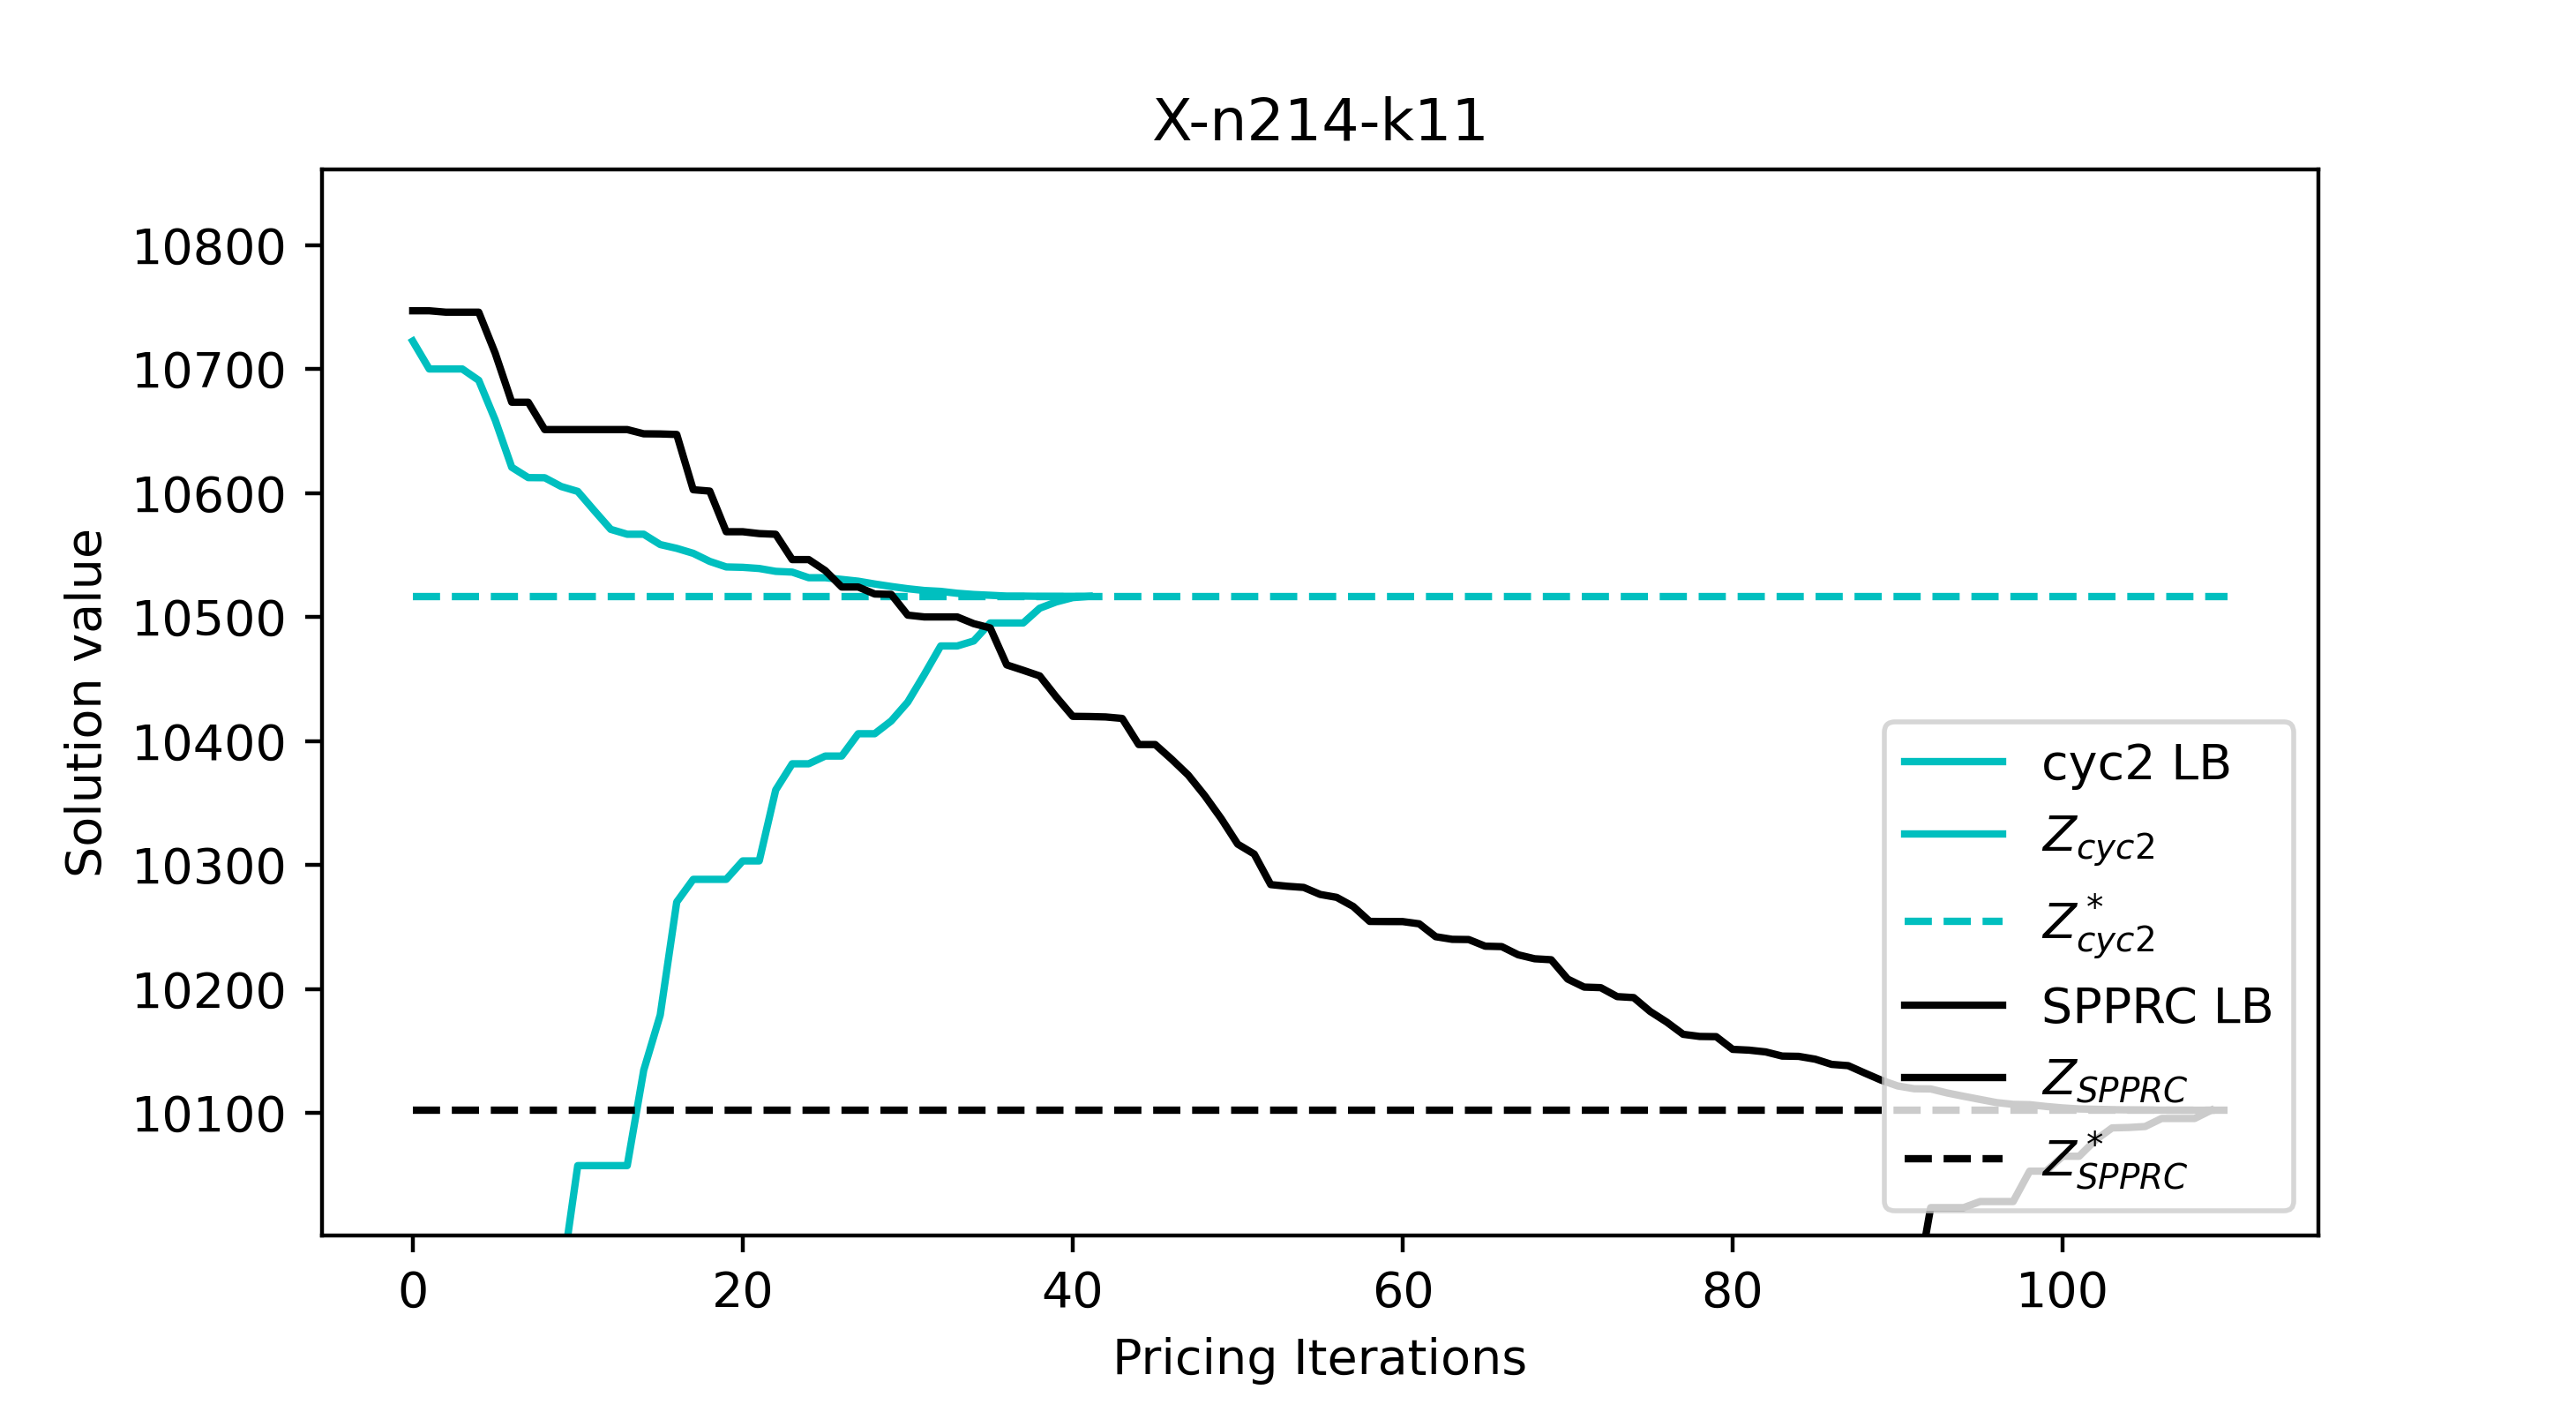 X-n214-k11
Solution value
10800
10700
10600
10500
10400
10300
10200
10100
0 20 40 60 80 100
Pricing Iterations
cyc2 LB
Z_cyc2
Z*_cyc2
SPPRC LB
Z_SPPRC
Z*_SPPRC